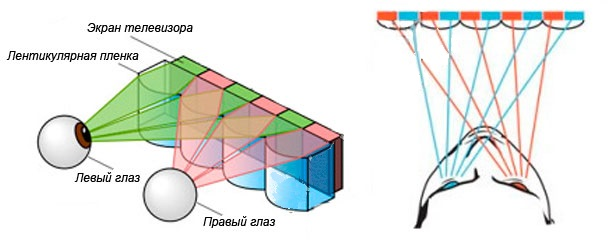 Экран телевизора
Лентикулярная пленка
Левый глаз
Правый глаз